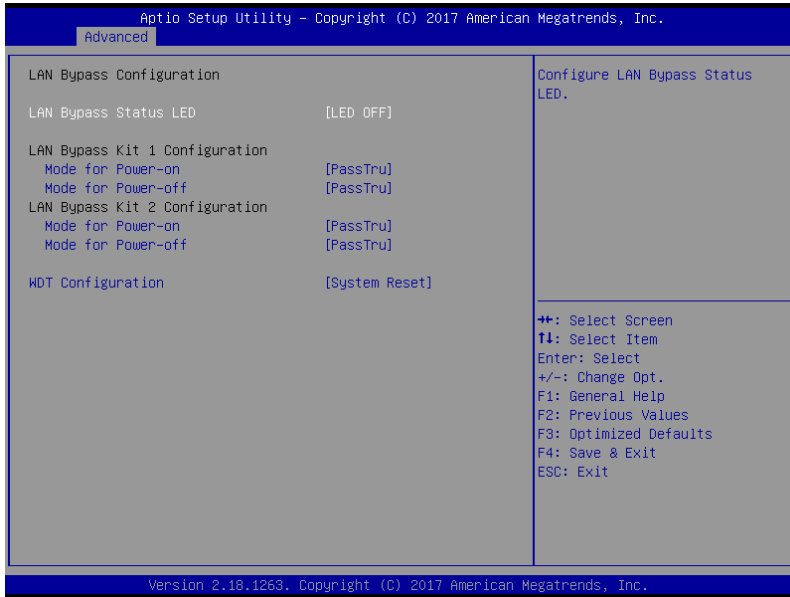 Aptio Setup Utility – Copyright (C) 2017 American Megatrends, Inc.
Advanced
LAN Bypass Configuration
LAN Bypass Status LED [LED OFF]
LAN Bypass Kit 1 Configuration
Mode for Power-on [PassTru]
Mode for Power-off [PassTru]
LAN Bypass Kit 2 Configuration
Mode for Power-on [PassTru]
Mode for Power-off [PassTru]
WDT Configuration [System Reset]
Configure LAN Bypass Status
LED.
→←: Select Screen
↑↓: Select Item
Enter: Select
+/-: Change Opt.
F1: General Help
F2: Previous Values
F3: Optimized Defaults
F4: Save & Exit
ESC: Exit
Version 2.18.1263. Copyright (C) 2017 American Megatrends, Inc.